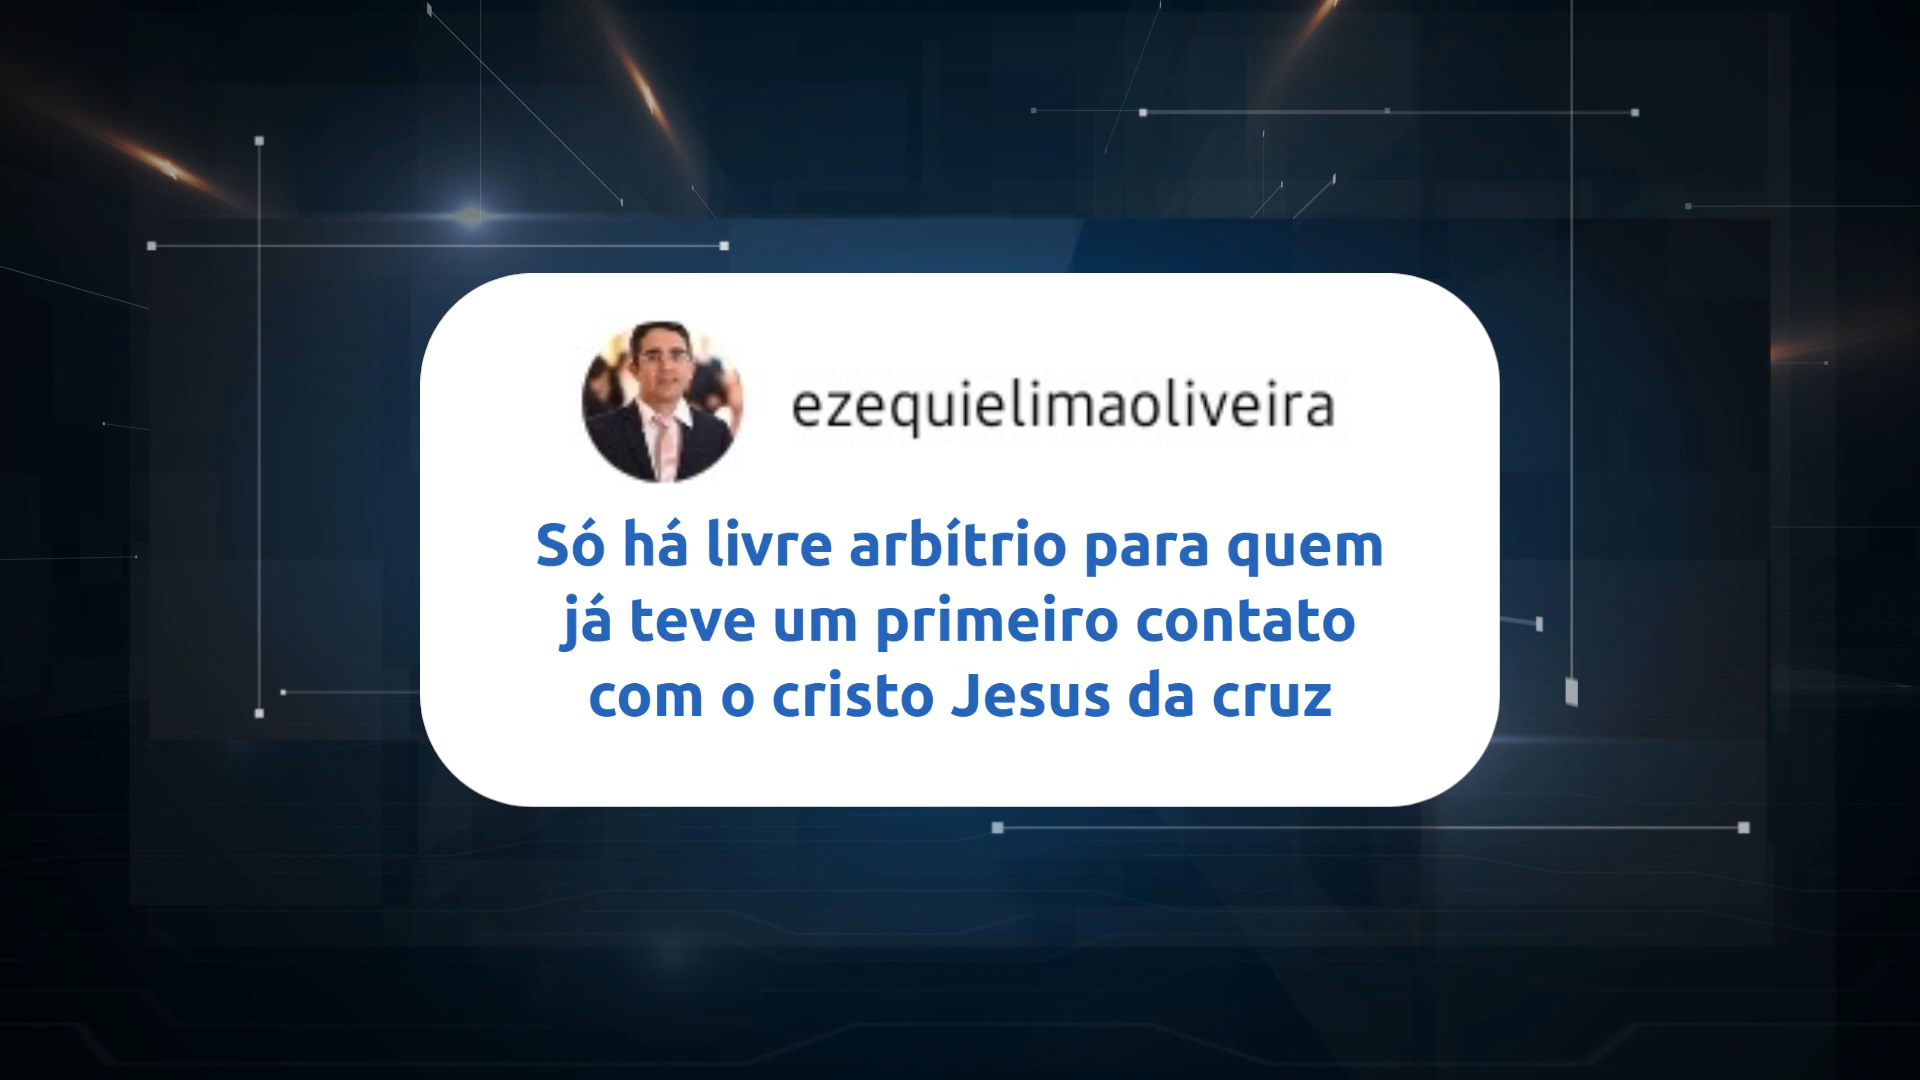 ezequielimaoliveira
Só há livre arbítrio para quem
já teve um primeiro contato
com o cristo Jesus da cruz